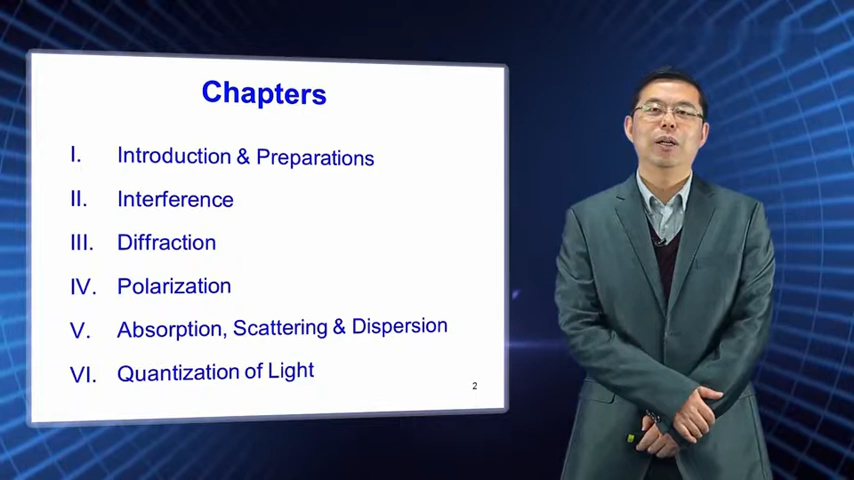 Chapters
I. Introduction & Preparations
II. Interference
III. Diffraction
IV. Polarization
V. Absorption, Scattering & Dispersion
VI. Quantization of Light
2